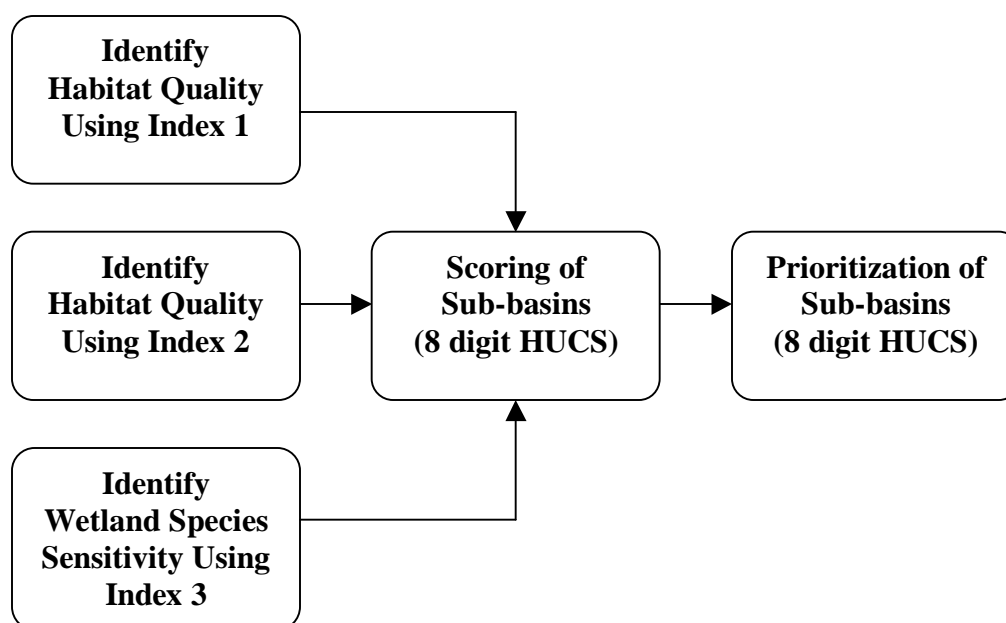 Identify
Habitat Quality
Using Index 1
Identify
Habitat Quality
Using Index 2
Scoring of
Sub-basins
(8 digit HUCS)
Prioritization of
Sub-basins
(8 digit HUCS)
Identify
Wetland Species
Sensitivity Using
Index 3